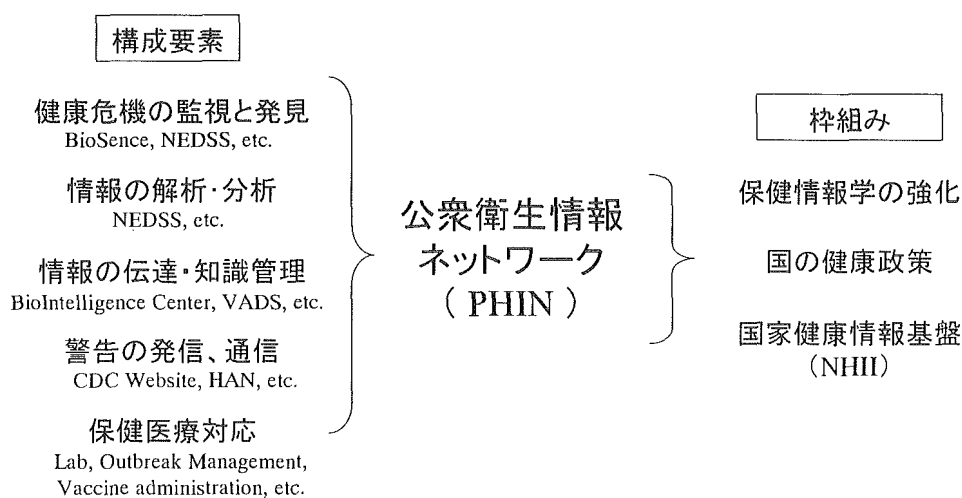 構成要素
健康危機の監視と発見
BioSence, NEDSS, etc.
情報の解析・分析
NEDSS, etc.
情報の伝達・知識管理
BioIntelligence Center, VADS, etc.
警告の発信、通信
CDC Website, HAN, etc.
保健医療対応
Lab, Outbreak Management,
Vaccine administration, etc.
公衆衛生情報
ネットワーク
（ PHIN ）
枠組み
保健情報学の強化
国の健康政策
国家健康情報基盤
（NHII）